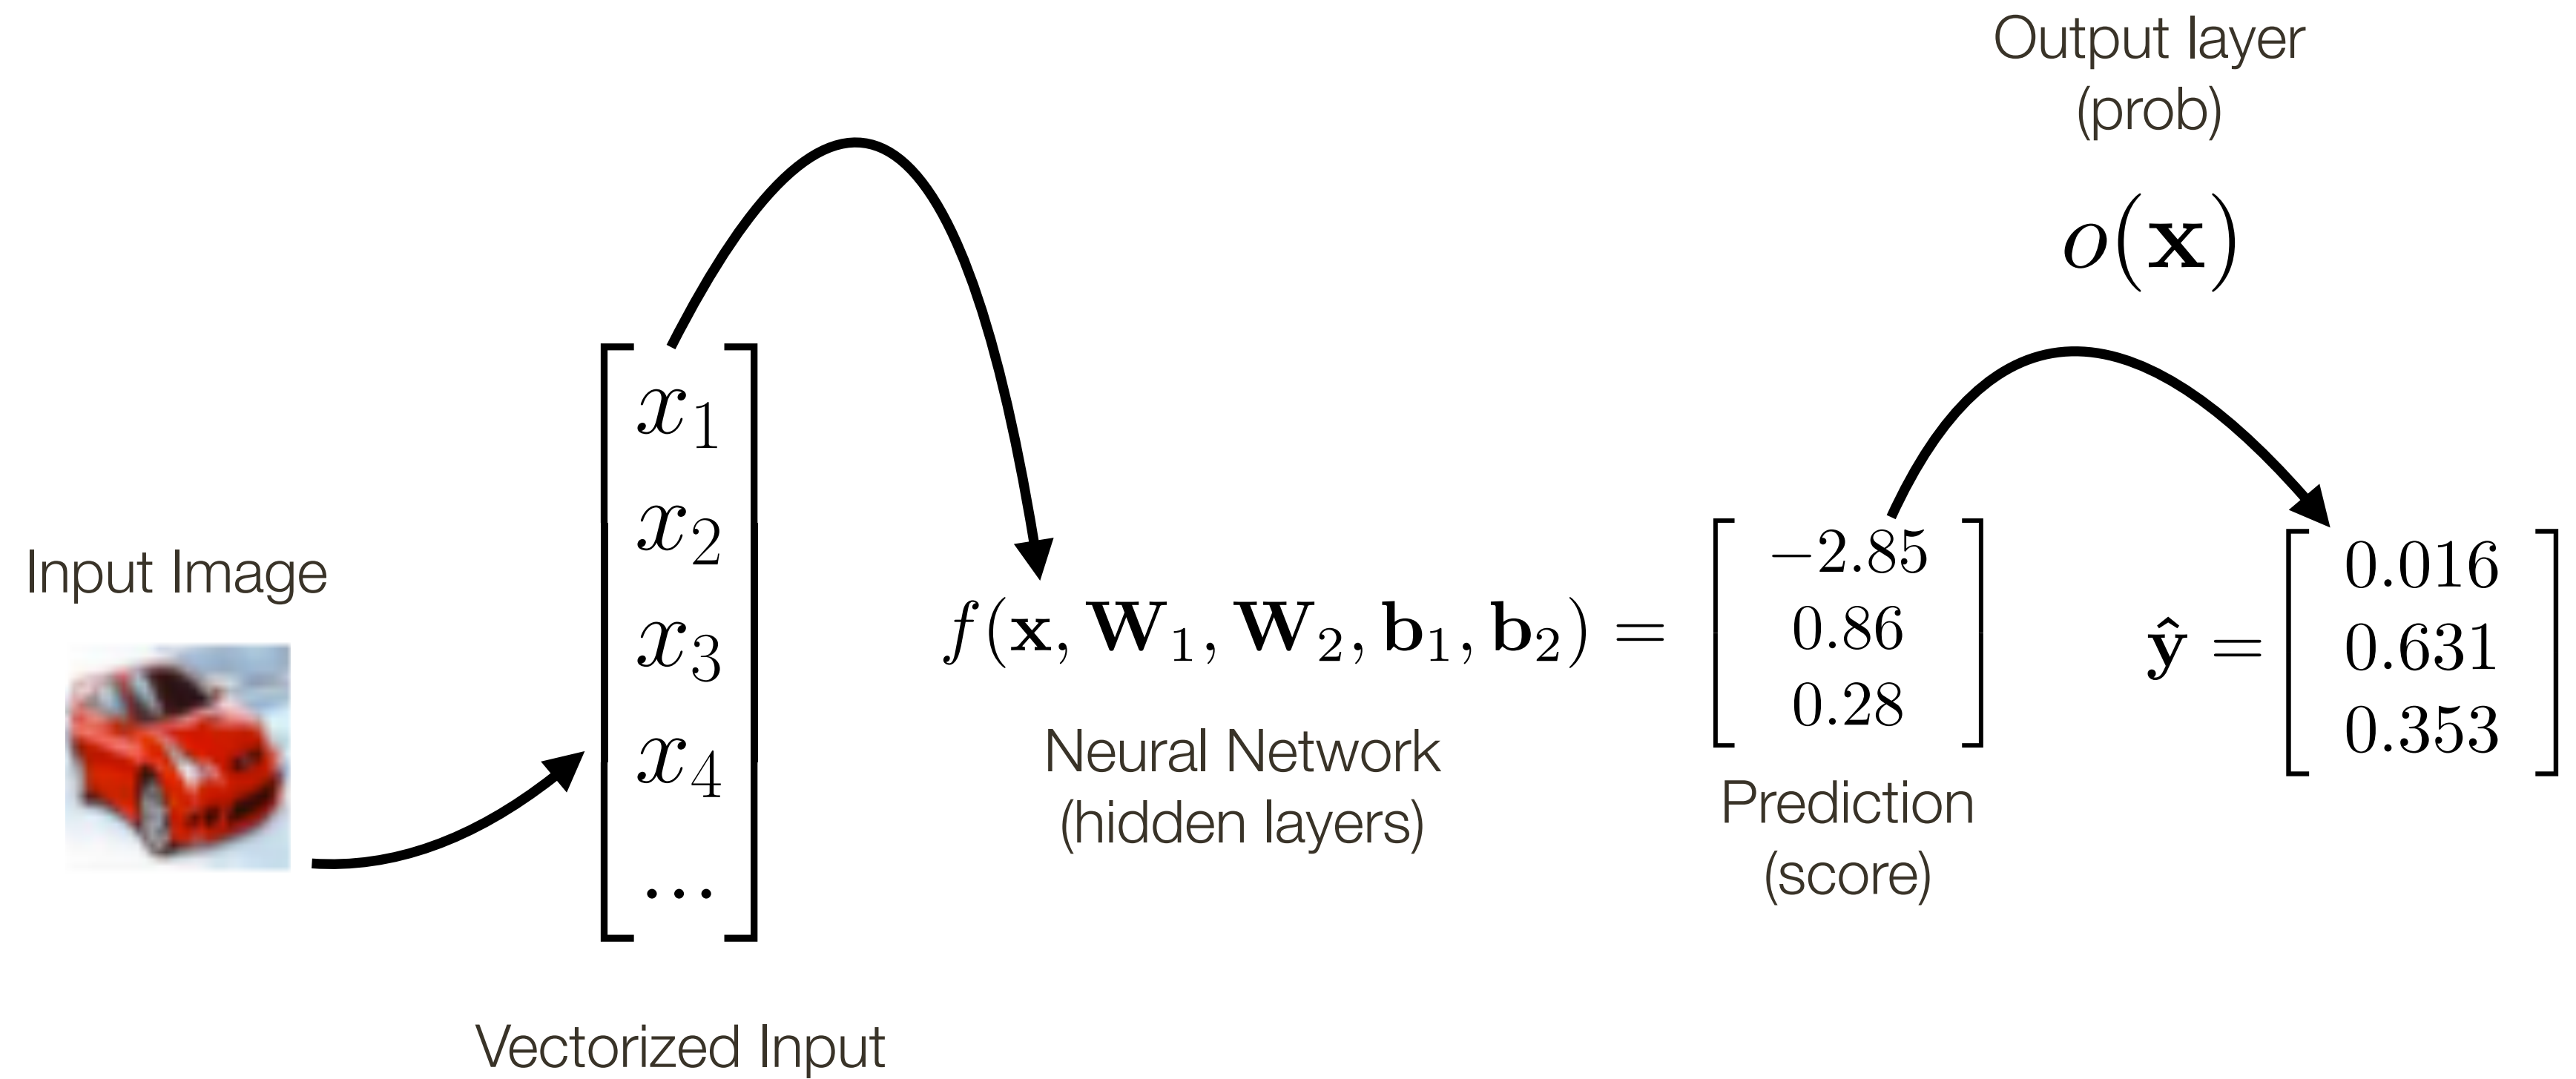 Output layer
(prob)
o(x)
Input Image
x₁
x₂
x₃
x₄
...
Vectorized Input
f(x, W₁, W₂, b₁, b₂) =
Neural Network
(hidden layers)
−2.85
0.86
0.28
Prediction
(score)
ŷ =
0.016
0.631
0.353